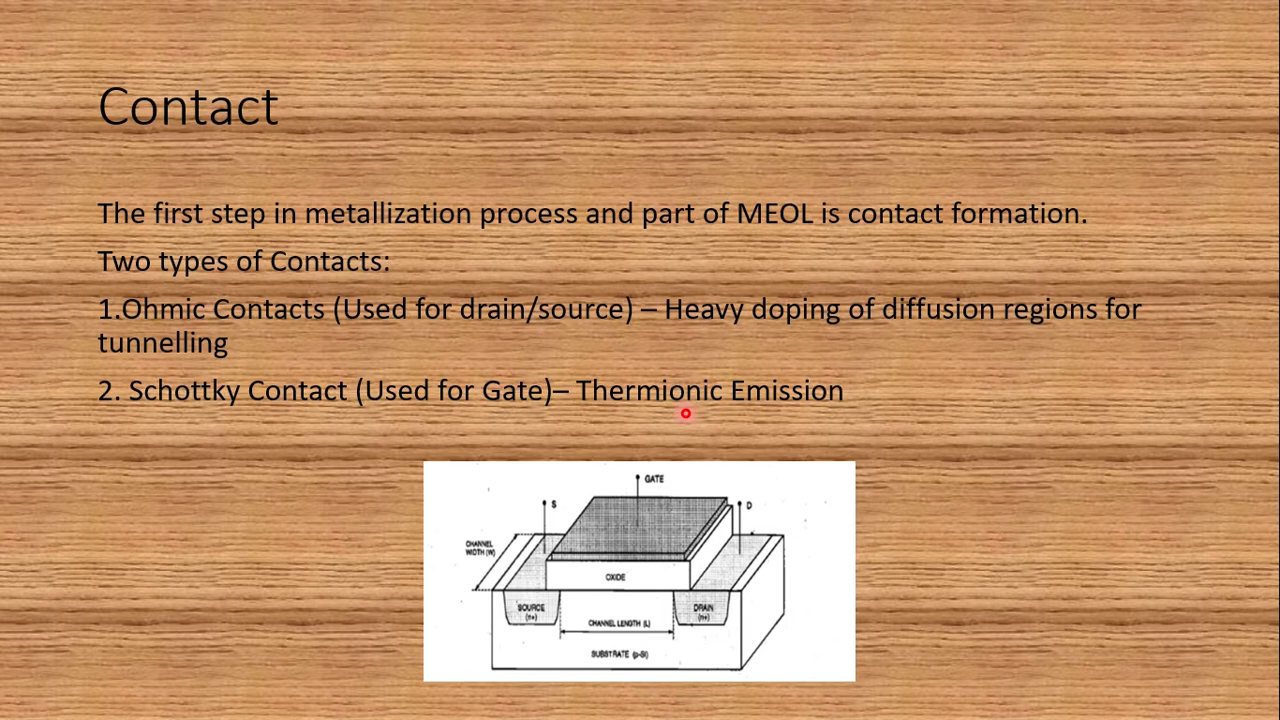 Contact
The first step in metallization process and part of MEOL is contact formation.
Two types of Contacts:
1.Ohmic Contacts (Used for drain/source) – Heavy doping of diffusion regions for
tunnelling
2. Schottky Contact (Used for Gate)– Thermionic Emission
GATE
S
D
CHANNEL
WIDTH (W)
OXIDE
SOURCE
(n+)
DRAIN
(n+)
CHANNEL LENGTH (L)
SUBSTRATE (p-Si)